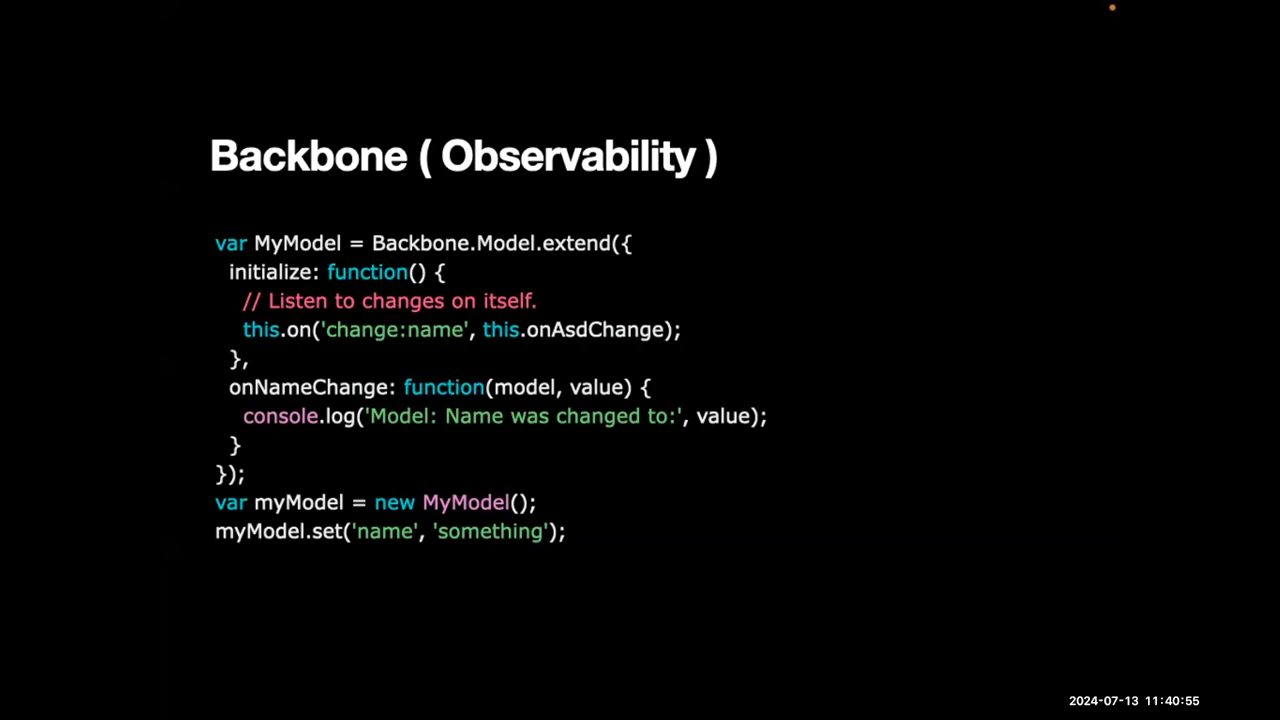 Backbone ( Observability )
var MyModel = Backbone.Model.extend({
initialize: function() {
// Listen to changes on itself.
this.on('change:name', this.onAsdChange);
},
onNameChange: function(model, value) {
console.log('Model: Name was changed to:', value);
}
});
var myModel = new MyModel();
myModel.set('name', 'something');
2024-07-13 11:40:55